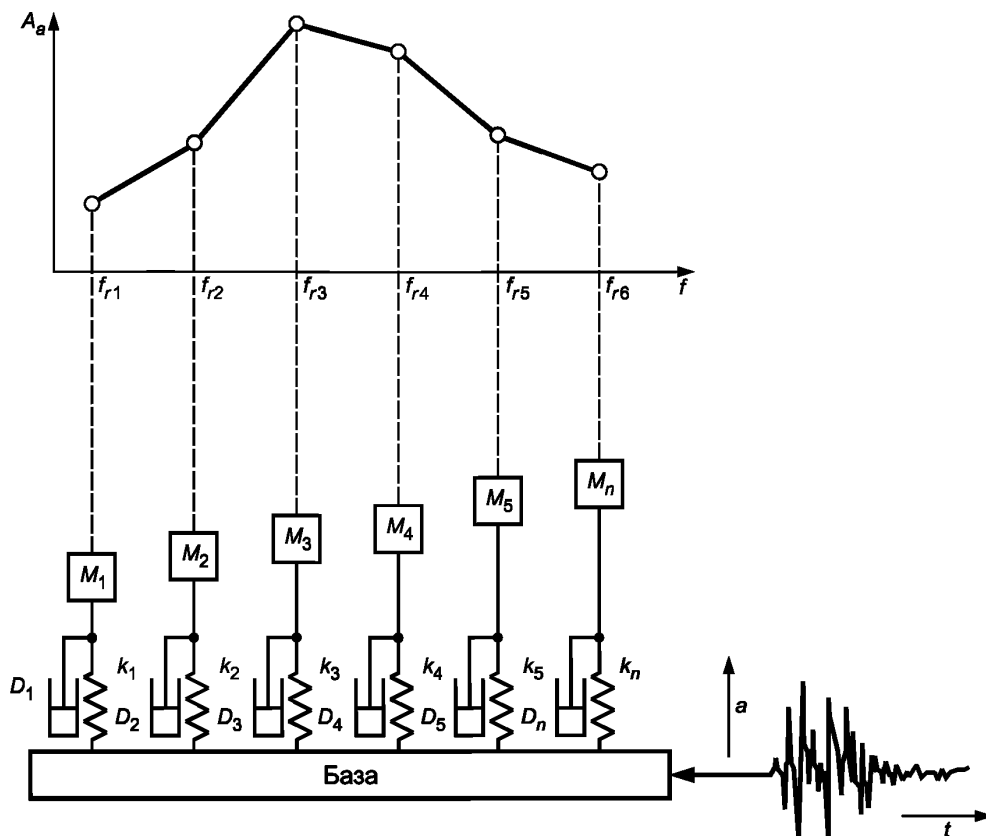 Aa
fr1 fr2 fr3 fr4 fr5 fr6 f
Mn
M5
M4
M3
M2
M1
k1 k2 k3 k4 k5 kn
D1
D2 D3 D4 D5 Dn
a
База
t